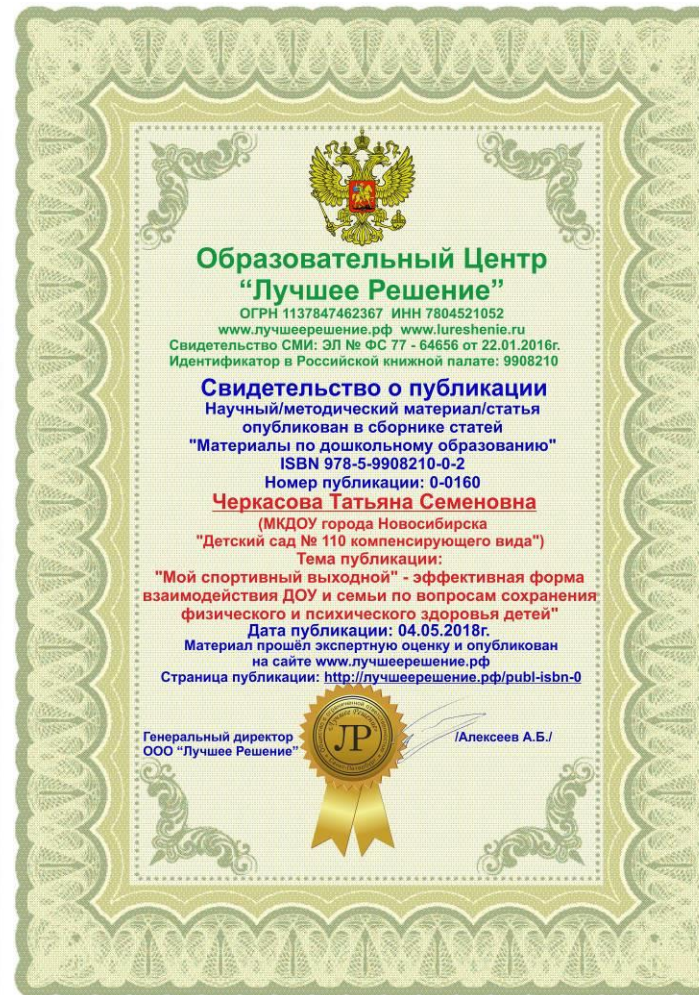 Образовательный Центр
“Лучшее Решение”
ОГРН 1137847462367 ИНН 7804521052
www.лучшеерешение.рф www.lureshenie.ru
Свидетельство СМИ: ЭЛ № ФС 77 - 64656 от 22.01.2016г.
Идентификатор в Российской книжной палате: 9908210
Свидетельство о публикации
Научный/методический материал/статья
опубликован в сборнике статей
"Материалы по дошкольному образованию"
ISBN 978-5-9908210-0-2
Номер публикации: 0-0160
Черкасова Татьяна Семеновна
(МКДОУ города Новосибирска
"Детский сад № 110 компенсирующего вида")
Тема публикации:
"Мой спортивный выходной" - эффективная форма
взаимодействия ДОУ и семьи по вопросам сохранения
физического и психического здоровья детей"
Дата публикации: 04.05.2018г.
Материал прошёл экспертную оценку и опубликован
на сайте www.лучшеерешение.рф
Страница публикации: http://лучшеерешение.рф/publ-isbn-0
Генеральный директор
ООО “Лучшее Решение”
ЛР
/Алексеев А.Б./